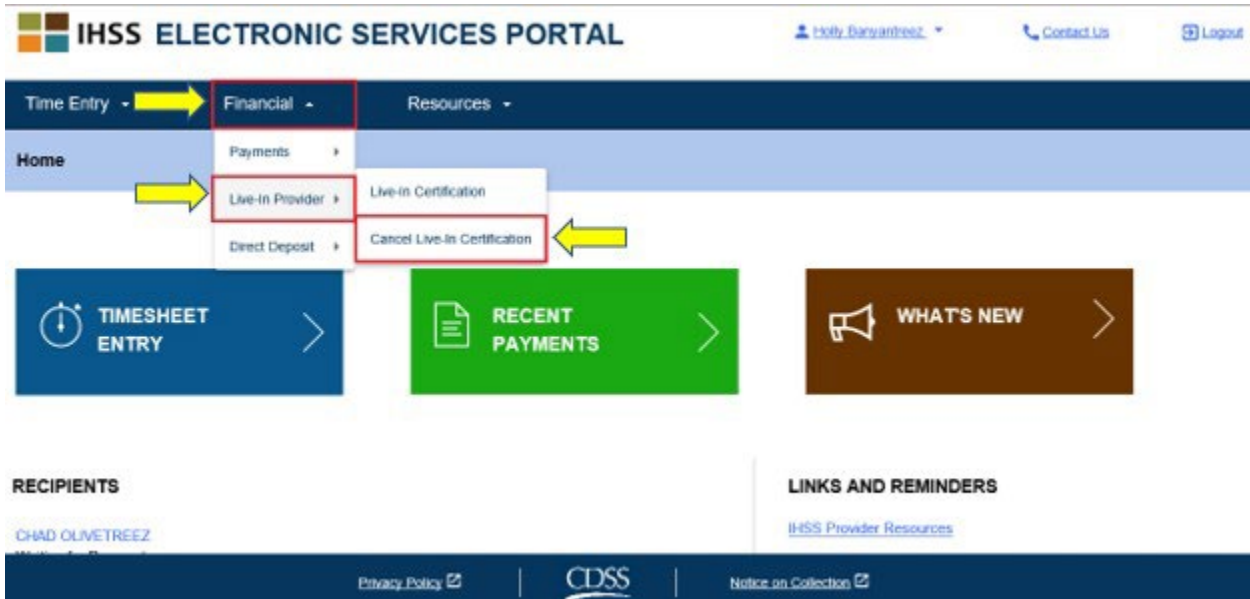 IHSS ELECTRONIC SERVICES PORTAL
Holly Banyantreez
Contact Us
Logout
Time Entry
Financial
Resources
Home
Payments
Live-In Provider
Live-In Certification
Cancel Live-In Certification
Direct Deposit
TIMESHEET
ENTRY
RECENT
PAYMENTS
WHAT'S NEW
RECIPIENTS
LINKS AND REMINDERS
CHAD OLIVETREEZ
IHSS Provider Resources
Privacy Policy
CDSS
Notice on Collection